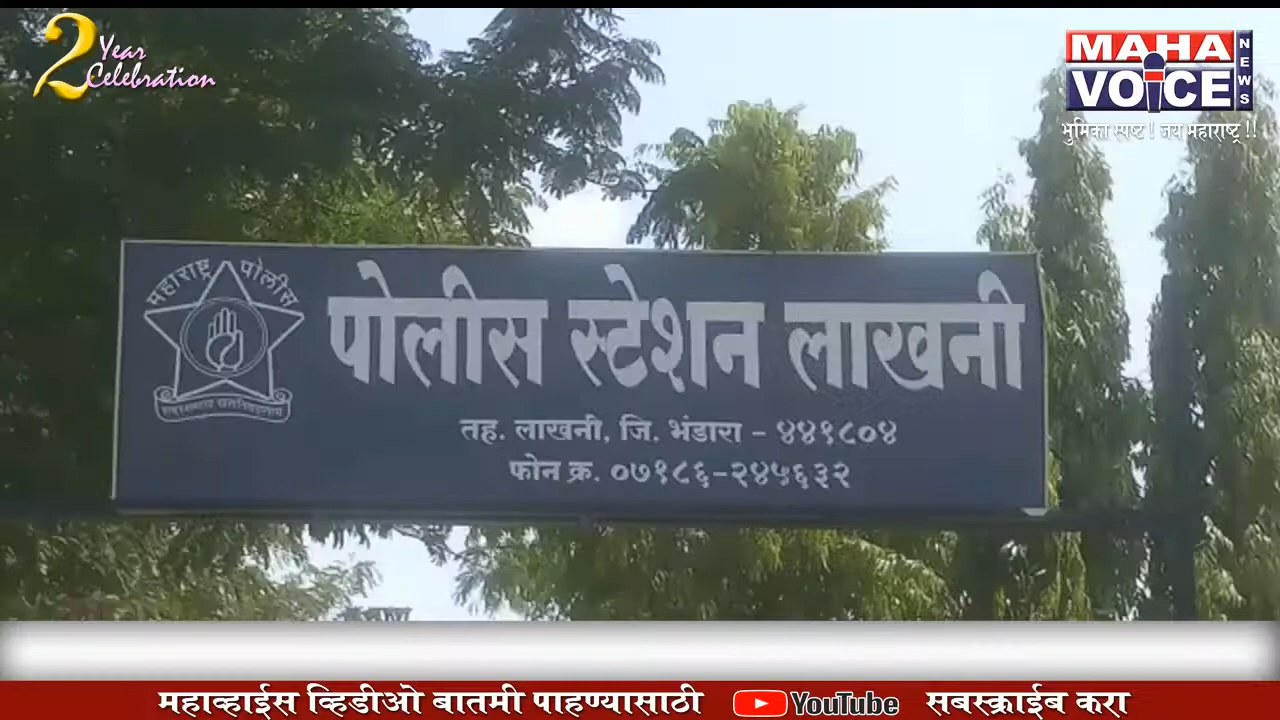 2 Year Celebration
MAHA VOICE NEWS
भुमिका स्पष्ट ! जय महाराष्ट्र !!
महाराष्ट्र पोलीस
पोलीस स्टेशन लाखनी
तह. लाखनी, जि. भंडारा - ४४१८०४
फोन क्र. ०७१८६-२४५६३२
महाव्हाईस व्हिडीओ बातमी पाहण्यासाठी YouTube सबस्क्राईब करा